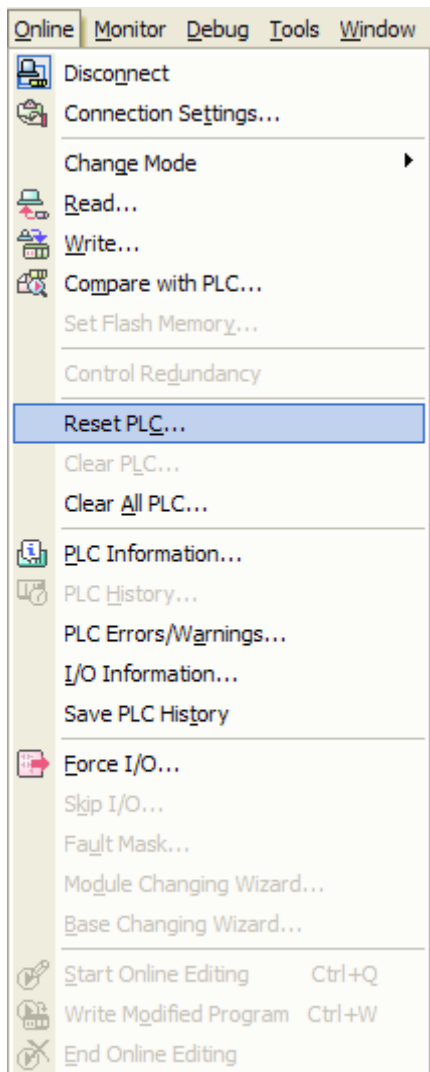 Online Monitor Debug Tools Window
Disconnect
Connection Settings...
Change Mode
Read...
Write...
Compare with PLC...
Set Flash Memory...
Control Redundancy
Reset PLC...
Clear PLC...
Clear All PLC...
PLC Information...
PLC History...
PLC Errors/Warnings...
I/O Information...
Save PLC History
Force I/O...
Skip I/O...
Fault Mask...
Module Changing Wizard...
Base Changing Wizard...
Start Online Editing Ctrl+Q
Write Modified Program Ctrl+W
End Online Editing